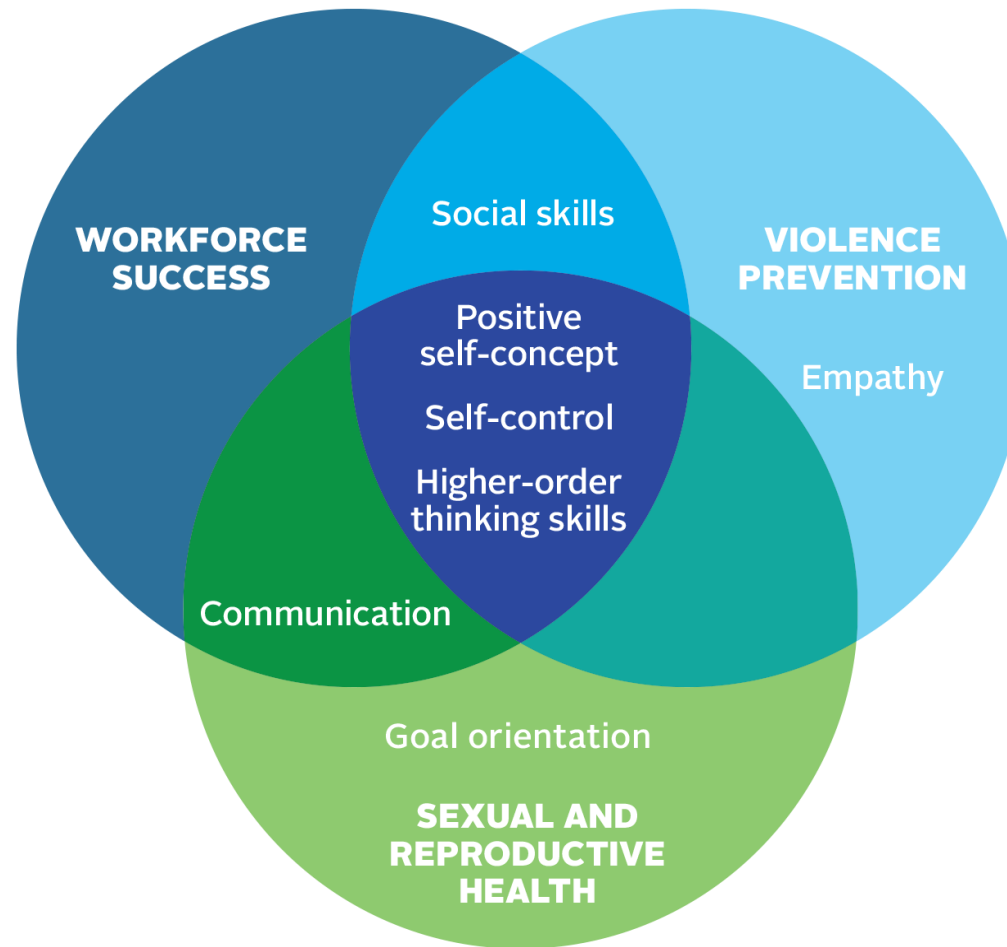 Social skills
WORKFORCE
SUCCESS
VIOLENCE
PREVENTION
Positive
self-concept
Empathy
Self-control
Higher-order
thinking skills
Communication
Goal orientation
SEXUAL AND
REPRODUCTIVE
HEALTH